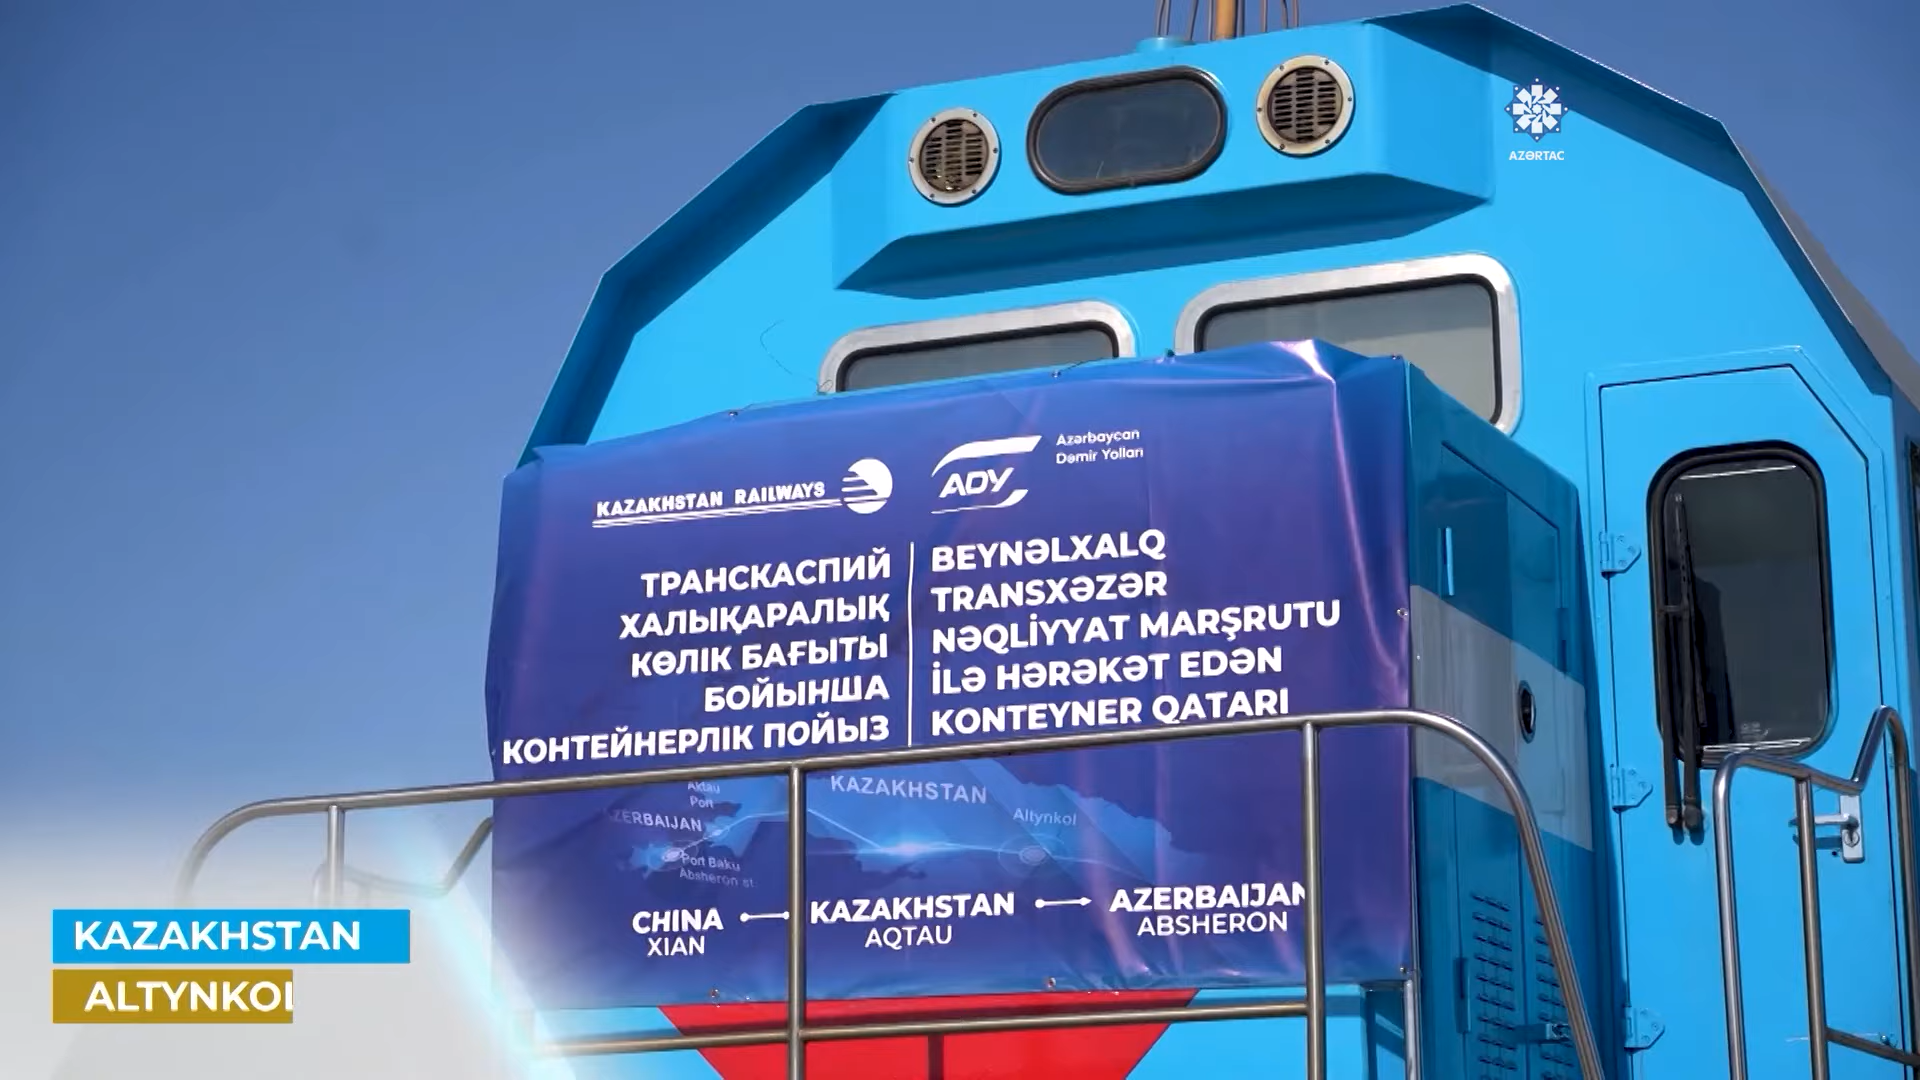 AZƏRTAC
KAZAKHSTAN RAILWAYS
ADY
Azərbaycan
Dəmir Yolları
ТРАНСКАСПИЙ
ХАЛЫҚАРАЛЫҚ
КӨЛІК БАҒЫТЫ
БОЙЫНША
КОНТЕЙНЕРЛІК ПОЙЫЗ
BEYNƏLXALQ
TRANSXƏZƏR
NƏQLİYYAT MARŞRUTU
İLƏ HƏRƏKƏT EDƏN
KONTEYNER QATARI
Aktau
Port
KAZAKHSTAN
Altynkol
ZERBAIJAN
Port Baku
Absheron st
CHINA
XIAN
KAZAKHSTAN
AQTAU
AZERBAIJAN
ABSHERON
KAZAKHSTAN
ALTYNKOL